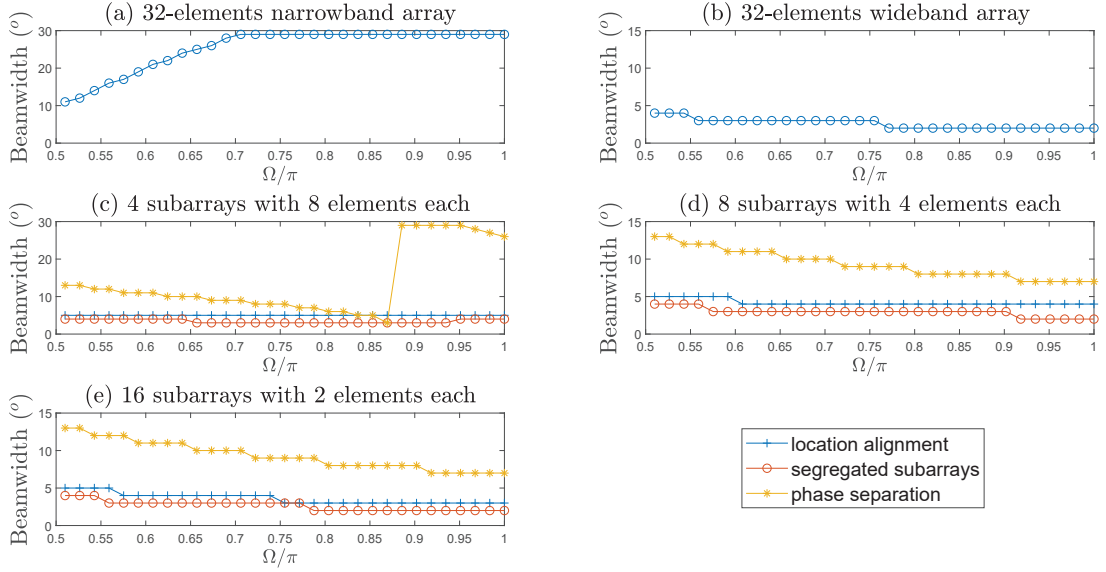 (a) 32-elements narrowband array
Beamwidth (°)
30
20
10
0
0.5 0.55 0.6 0.65 0.7 0.75 0.8 0.85 0.9 0.95 1
Ω/π
(b) 32-elements wideband array
Beamwidth (°)
15
10
5
0
0.5 0.55 0.6 0.65 0.7 0.75 0.8 0.85 0.9 0.95 1
Ω/π
(c) 4 subarrays with 8 elements each
Beamwidth (°)
30
20
10
0
0.5 0.55 0.6 0.65 0.7 0.75 0.8 0.85 0.9 0.95 1
Ω/π
(d) 8 subarrays with 4 elements each
Beamwidth (°)
15
10
5
0
0.5 0.55 0.6 0.65 0.7 0.75 0.8 0.85 0.9 0.95 1
Ω/π
(e) 16 subarrays with 2 elements each
Beamwidth (°)
15
10
5
0
0.5 0.55 0.6 0.65 0.7 0.75 0.8 0.85 0.9 0.95 1
Ω/π
location alignment
segregated subarrays
phase separation